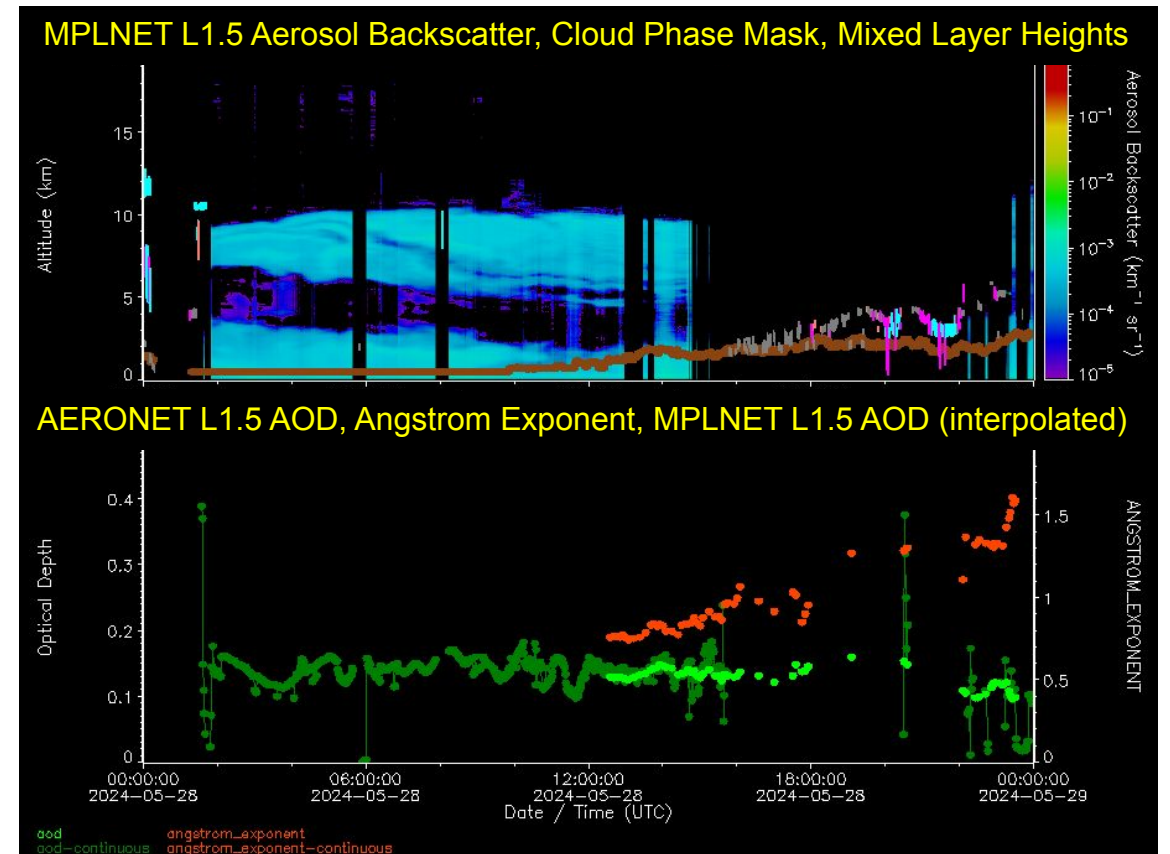 MPLNET L1.5 Aerosol Backscatter, Cloud Phase Mask, Mixed Layer Heights
Altitude (km)
15
10
5
0
10⁻¹
10⁻²
10⁻³
10⁻⁴
10⁻⁵
Aerosol Backscatter (km⁻¹ sr⁻¹)
AERONET L1.5 AOD, Angstrom Exponent, MPLNET L1.5 AOD (interpolated)
Optical Depth
0.4
0.3
0.2
0.1
0
1.5
1
0.5
0
ANGSTROM_EXPONENT
00:00:00 06:00:00 12:00:00 18:00:00 00:00:00
2024-05-28 2024-05-28 2024-05-28 2024-05-28 2024-05-29
Date / Time (UTC)
aod angstrom_exponent
aod-continuous angstrom_exponent-continuous